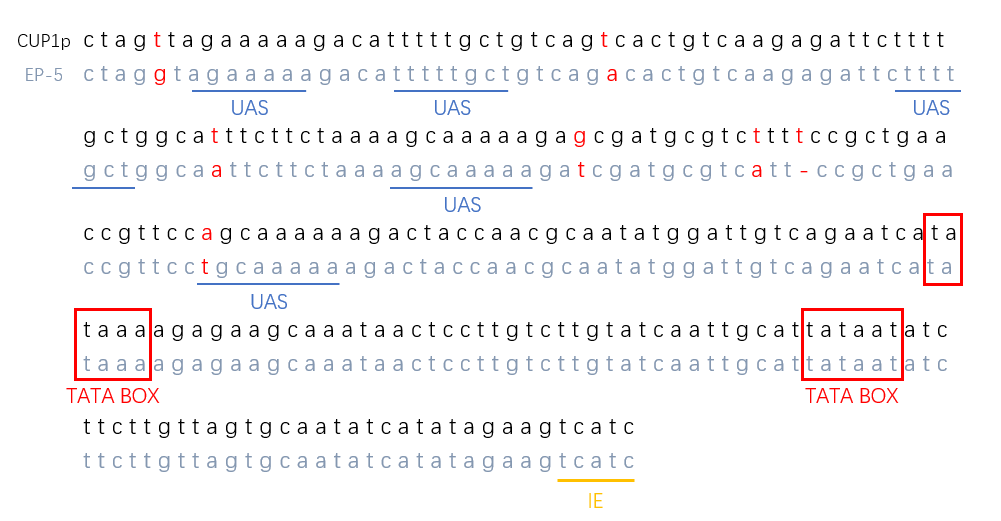 CUP1p ctagttagaaaaagacatttttgctgtcagtcactgtcaagagattctttt
EP-5 ctaggtagaaaaagacatttttgctgtcagacactgtcaagagattctttt
UAS UAS UAS
gctggcatttcttctaaaagcaaaaagagcgatgcgtcttttccgctgaa
gctggcaattcttctaaaagcaaaaagatcgatgcgtcatt-ccgctgaa
UAS
ccgttccagcaaaaaagactaccaacgcaatatggattgtcagaatcata
ccgttcctgcaaaaaagactaccaacgcaatatggattgtcagaatcata
UAS
taaaagagaagcaaataactccttgtcttgtatcaattgcattataatatc
taaaagagaagcaaataactccttgtcttgtatcaattgcattataatatc
TATA BOX TATA BOX
ttcttgttagtgcaatatcatatagaagtcatc
ttcttgttagtgcaatatcatatagaagtcatc
IE